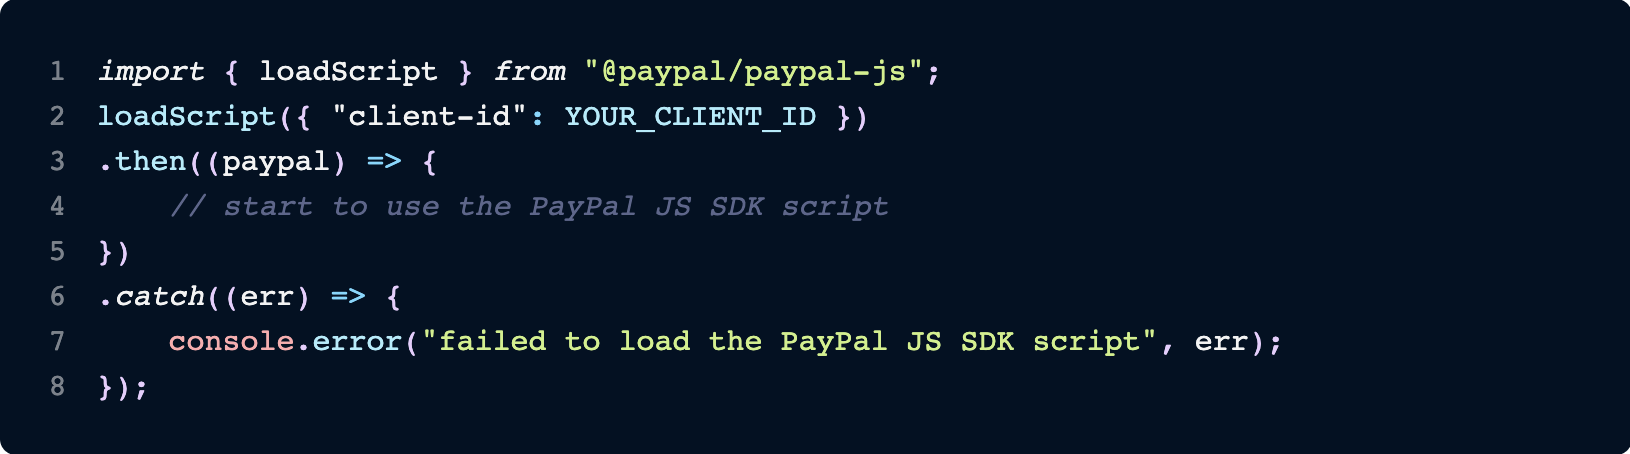 1 import { loadScript } from "@paypal/paypal-js";
2 loadScript({ "client-id": YOUR_CLIENT_ID })
3 .then((paypal) => {
4     // start to use the PayPal JS SDK script
5 })
6 .catch((err) => {
7     console.error("failed to load the PayPal JS SDK script", err);
8 });